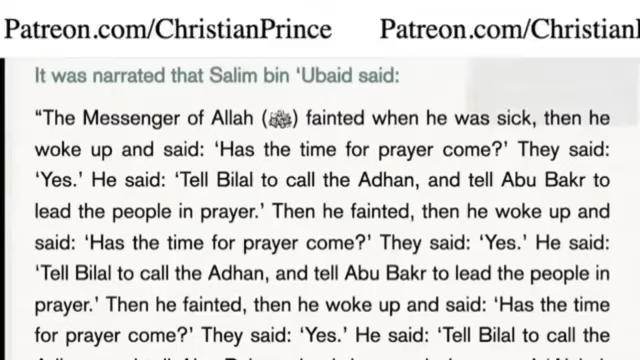 Patreon.com/ChristianPrince Patreon.com/Christian
It was narrated that Salim bin ‘Ubaid said:
“The Messenger of Allah (ﷺ) fainted when he was sick, then he
woke up and said: ‘Has the time for prayer come?’ They said:
‘Yes.’ He said: ‘Tell Bilal to call the Adhan, and tell Abu Bakr to
lead the people in prayer.’ Then he fainted, then he woke up and
said: ‘Has the time for prayer come?’ They said: ‘Yes.’ He said:
‘Tell Bilal to call the Adhan, and tell Abu Bakr to lead the people in
prayer.’ Then he fainted, then he woke up and said: ‘Has the time
for prayer come?’ They said: ‘Yes.’ He said: ‘Tell Bilal to call the